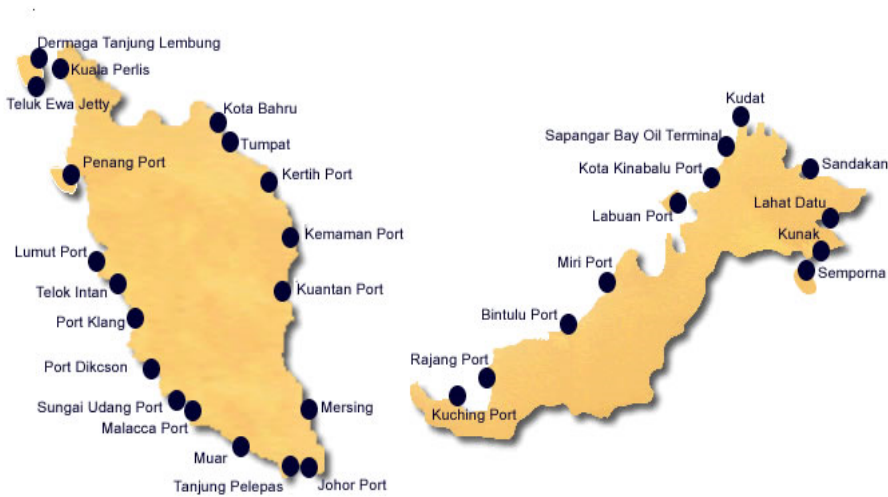 Dermaga Tanjung Lembung
Kuala Perlis
Teluk Ewa Jetty
Kota Bahru
Tumpat
Penang Port
Kertih Port
Kemaman Port
Lumut Port
Telok Intan
Kuantan Port
Port Klang
Port Dikcson
Sungai Udang Port
Malacca Port
Mersing
Muar
Tanjung Pelepas
Johor Port
Kudat
Sapangar Bay Oil Terminal
Kota Kinabalu Port
Sandakan
Labuan Port
Lahat Datu
Kunak
Miri Port
Semporna
Bintulu Port
Rajang Port
Kuching Port